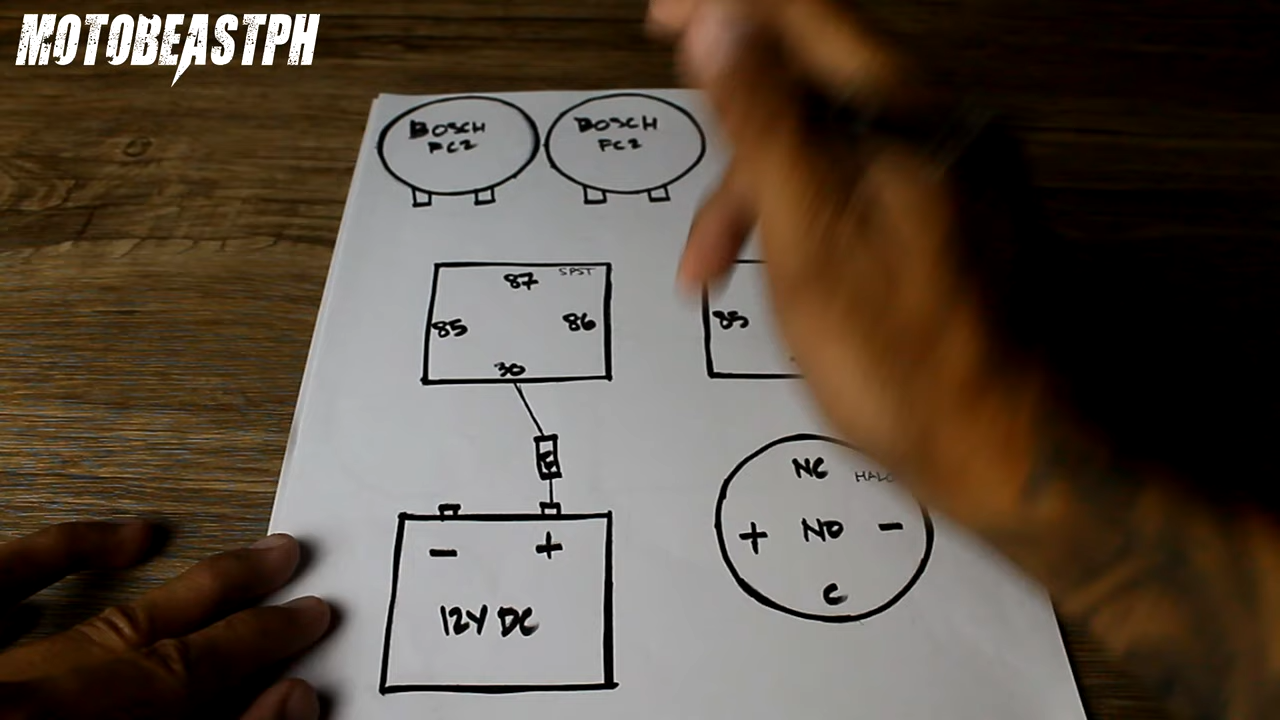 MOTOBEASTPH
BOSCH
FC2
BOSCH
FC2
SPST
87
85
86
30
85
F
NC
+
NO
-
C
-
+
12V DC